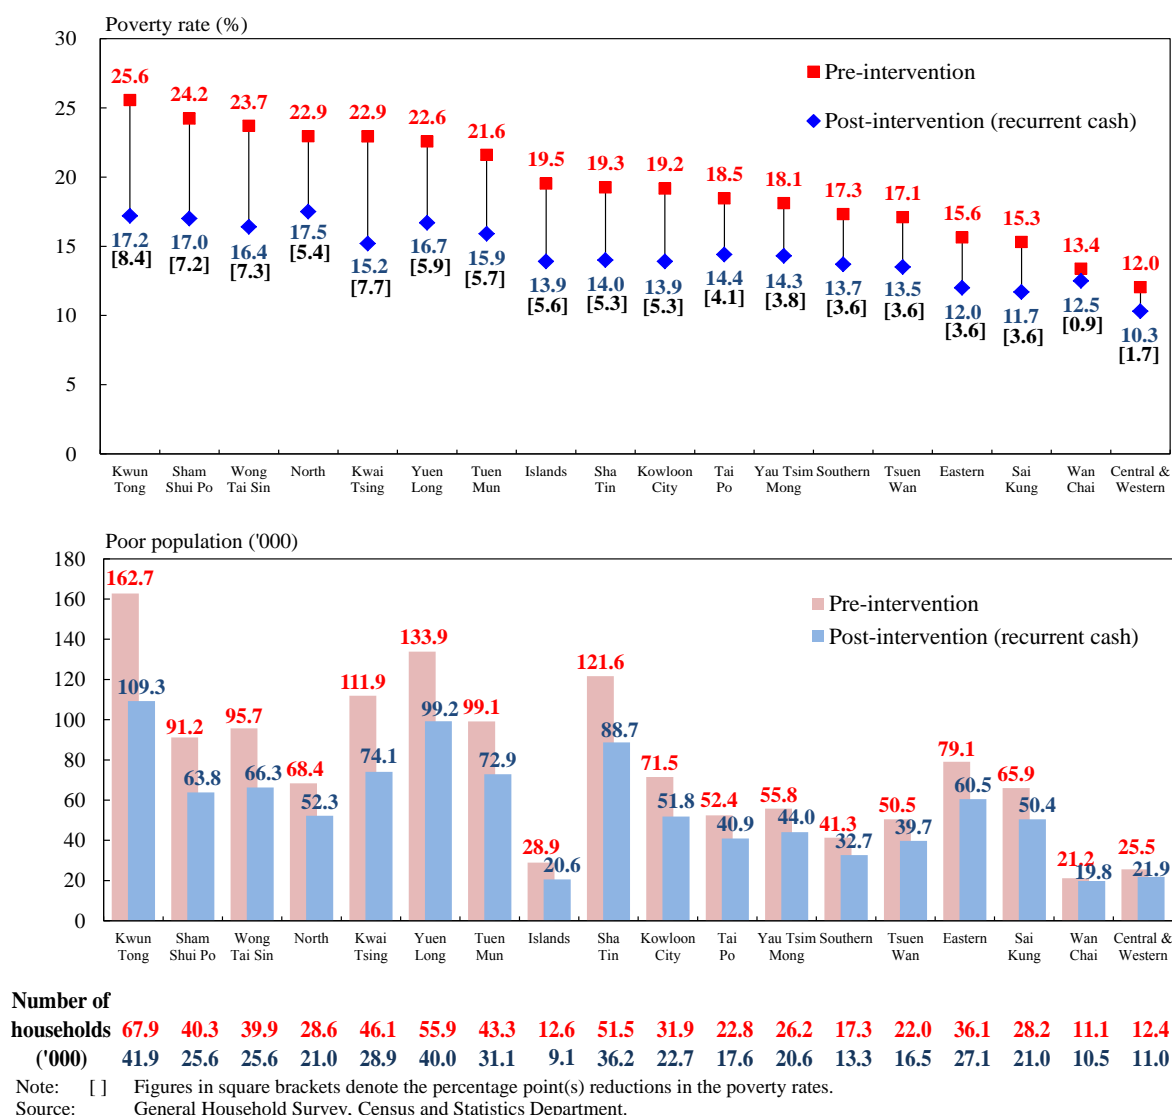 Poverty rate (%)
30
25
20
15
10
5
0
Pre-intervention
Post-intervention (recurrent cash)
25.6 24.2 23.7 22.9 22.9 22.6 21.6 19.5 19.3 19.2 18.5 18.1 17.3 17.1 15.6 15.3 13.4 12.0
17.2 17.0 16.4 17.5 15.2 16.7 15.9 13.9 14.0 13.9 14.4 14.3 13.7 13.5 12.0 11.7 12.5 10.3
[8.4] [7.2] [7.3] [5.4] [7.7] [5.9] [5.7] [5.6] [5.3] [5.3] [4.1] [3.8] [3.6] [3.6] [3.6] [3.6] [0.9] [1.7]
Kwun Sham Wong North Kwai Yuen Tuen Islands Sha Kowloon Tai Yau Tsim Southern Tsuen Eastern Sai Wan Central &
Tong Shui Po Tai Sin Tsing Long Mun Tin City Po Mong Wan Kung Chai Western
Poor population ('000)
180
160
140
120
100
80
60
40
20
0
Pre-intervention
Post-intervention (recurrent cash)
162.7 91.2 95.7 68.4 111.9 133.9 99.1 28.9 121.6 71.5 52.4 55.8 41.3 50.5 79.1 65.9 21.2 25.5
109.3 63.8 66.3 52.3 74.1 99.2 72.9 20.6 88.7 51.8 40.9 44.0 32.7 39.7 60.5 50.4 19.8 21.9
Kwun Sham Wong North Kwai Yuen Tuen Islands Sha Kowloon Tai Yau Tsim Southern Tsuen Eastern Sai Wan Central &
Tong Shui Po Tai Sin Tsing Long Mun Tin City Po Mong Wan Kung Chai Western
Number of
households 67.9 40.3 39.9 28.6 46.1 55.9 43.3 12.6 51.5 31.9 22.8 26.2 17.3 22.0 36.1 28.2 11.1 12.4
('000) 41.9 25.6 25.6 21.0 28.9 40.0 31.1 9.1 36.2 22.7 17.6 20.6 13.3 16.5 27.1 21.0 10.5 11.0
Note: [ ] Figures in square brackets denote the percentage point(s) reductions in the poverty rates.
Source: General Household Survey, Census and Statistics Department.